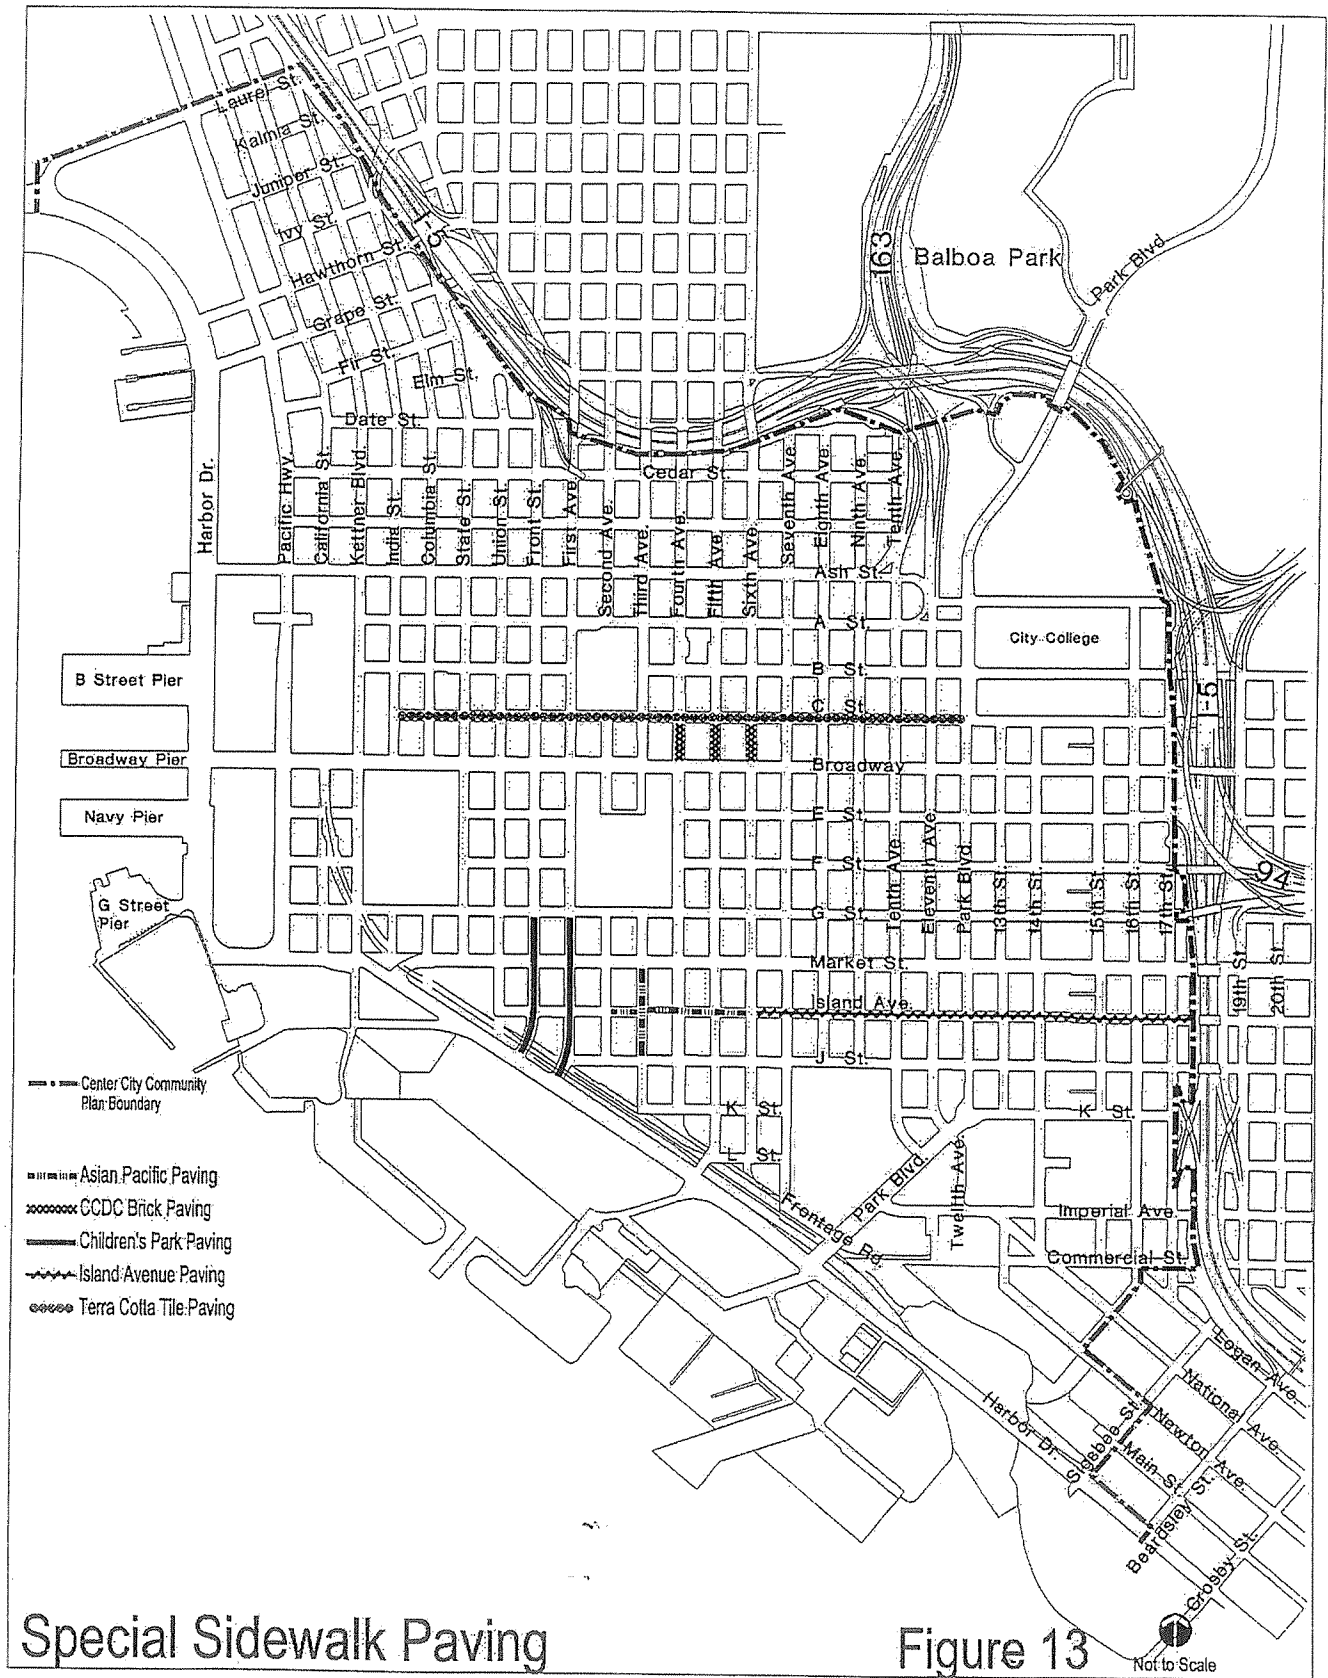 Laurel St.
Kalmia St.
Juniper St.
Ivy St.
Hawthorn St.
Grape St.
Fir St.
Elm St.
Date St.
Cedar St.
I-5
163
Balboa Park
Park Blvd
Harbor Dr.
Pacific Hwy.
California St.
Kettner Blvd.
India St.
Columbia St.
State St.
Union St.
Front St.
First Ave.
Second Ave.
Third Ave.
Fourth Ave.
Fifth Ave.
Sixth Ave.
Seventh Ave.
Eighth Ave.
Ninth Ave.
Tenth Ave.
Ash St.
A St.
B St.
C St.
City College
B Street Pier
I-5
Broadway Pier
Broadway
Navy Pier
E St.
F St.
94
G Street
Pier
G St.
Tenth Ave.
Eleventh Ave.
Park Blvd.
13th St.
14th St.
15th St.
16th St.
17th St.
Market St.
19th St.
20th St.
Island Ave.
J St.
K St.
K St.
L St.
Center City Community
Plan Boundary
Asian Pacific Paving
CCDC Brick Paving
Children's Park Paving
Island Avenue Paving
Terra Cotta Tile Paving
Frontage Rd.
Park Blvd.
Twelfth Ave.
Imperial Ave.
Commercial St.
Logan Ave.
National Ave.
Newton Ave.
Main St.
Harbor Dr.
Sigsbee St.
Beardsley St.
Crosby St.
Special Sidewalk Paving
Figure 13
Not to Scale